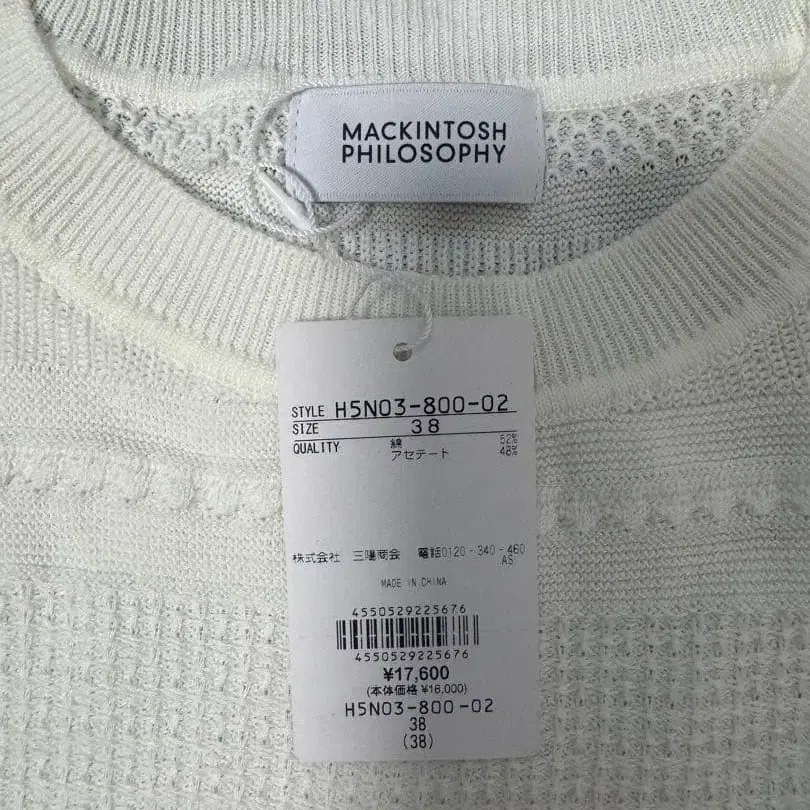 MACKINTOSH
PHILOSOPHY
STYLE H5N03-800-02
SIZE 38
QUALITY 綿 52%
アセテート 48%
株式会社 三陽商会 電話0120-340-460
AS
MADE IN CHINA
4550529225676
4550529225676
¥17,600
(本体価格 ¥16,000)
H5N03-800-02
38
(38)